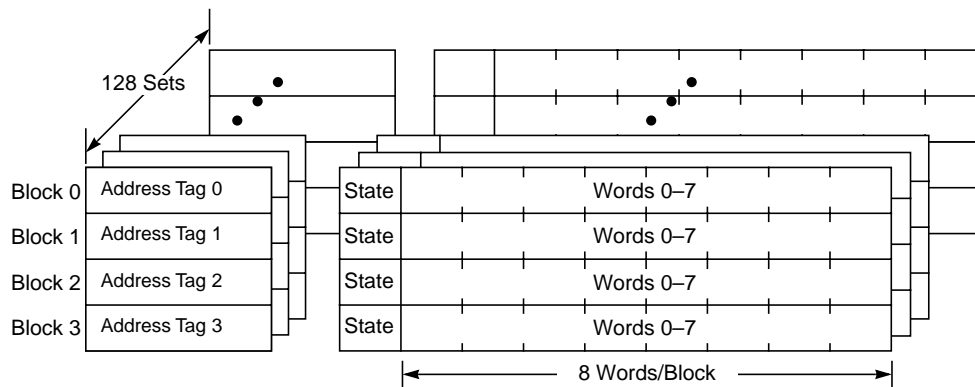 128 Sets
Block 0 Address Tag 0 State Words 0–7
Block 1 Address Tag 1 State Words 0–7
Block 2 Address Tag 2 State Words 0–7
Block 3 Address Tag 3 State Words 0–7
8 Words/Block